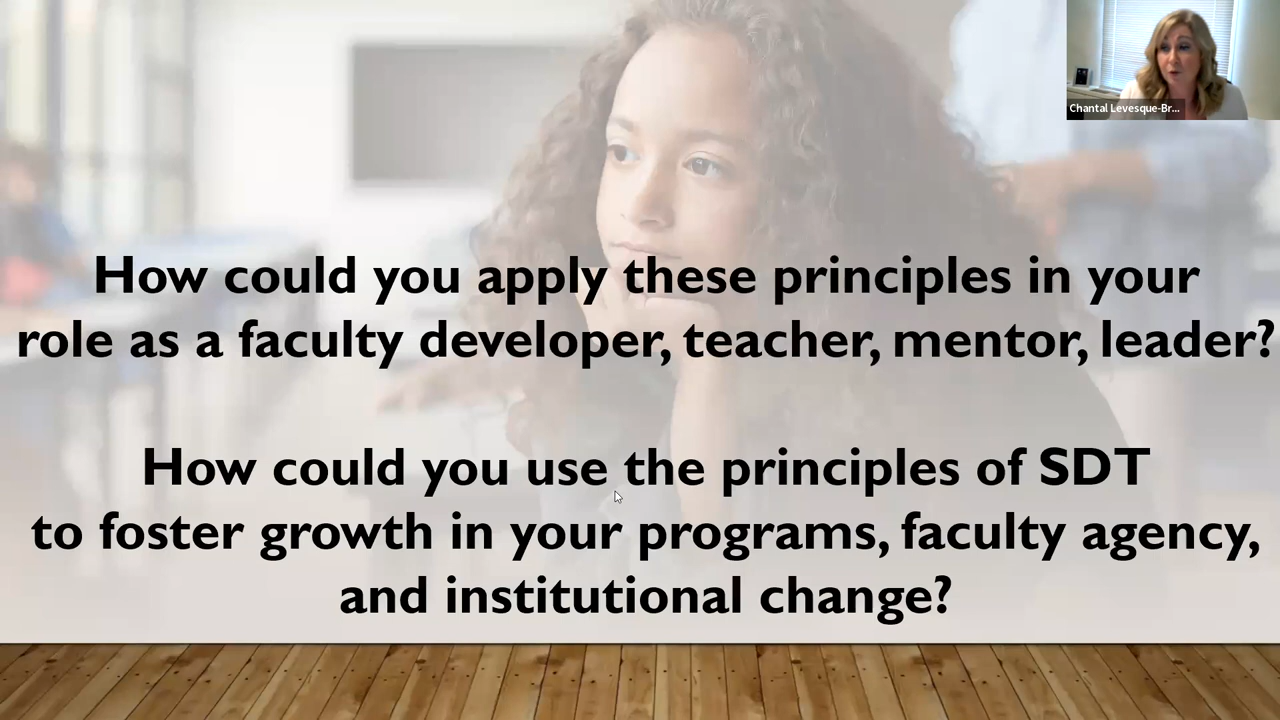 Chantal Levesque-Br...
How could you apply these principles in your
role as a faculty developer, teacher, mentor, leader?
How could you use the principles of SDT
to foster growth in your programs, faculty agency,
and institutional change?